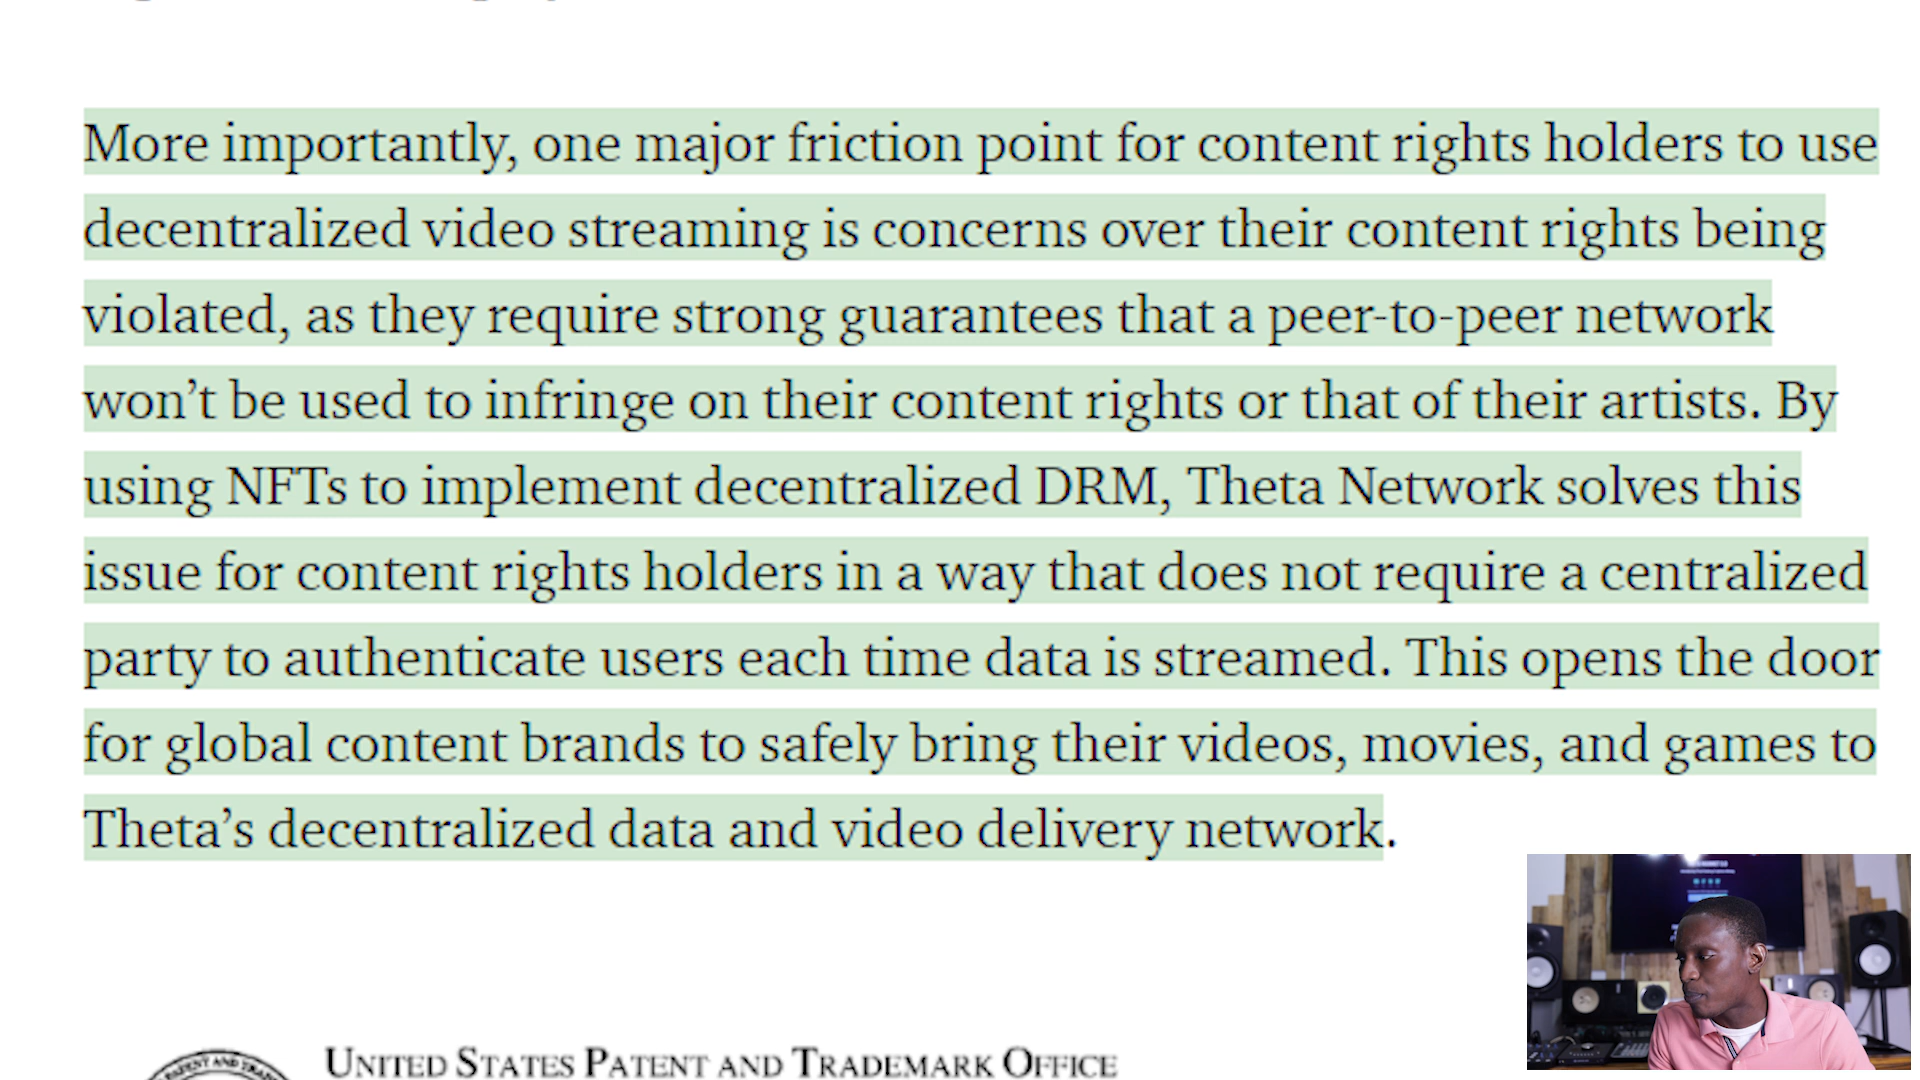 More importantly, one major friction point for content rights holders to use
decentralized video streaming is concerns over their content rights being
violated, as they require strong guarantees that a peer-to-peer network
won’t be used to infringe on their content rights or that of their artists. By
using NFTs to implement decentralized DRM, Theta Network solves this
issue for content rights holders in a way that does not require a centralized
party to authenticate users each time data is streamed. This opens the door
for global content brands to safely bring their videos, movies, and games to
Theta’s decentralized data and video delivery network.
UNITED STATES PATENT AND TRADEMARK OFFICE